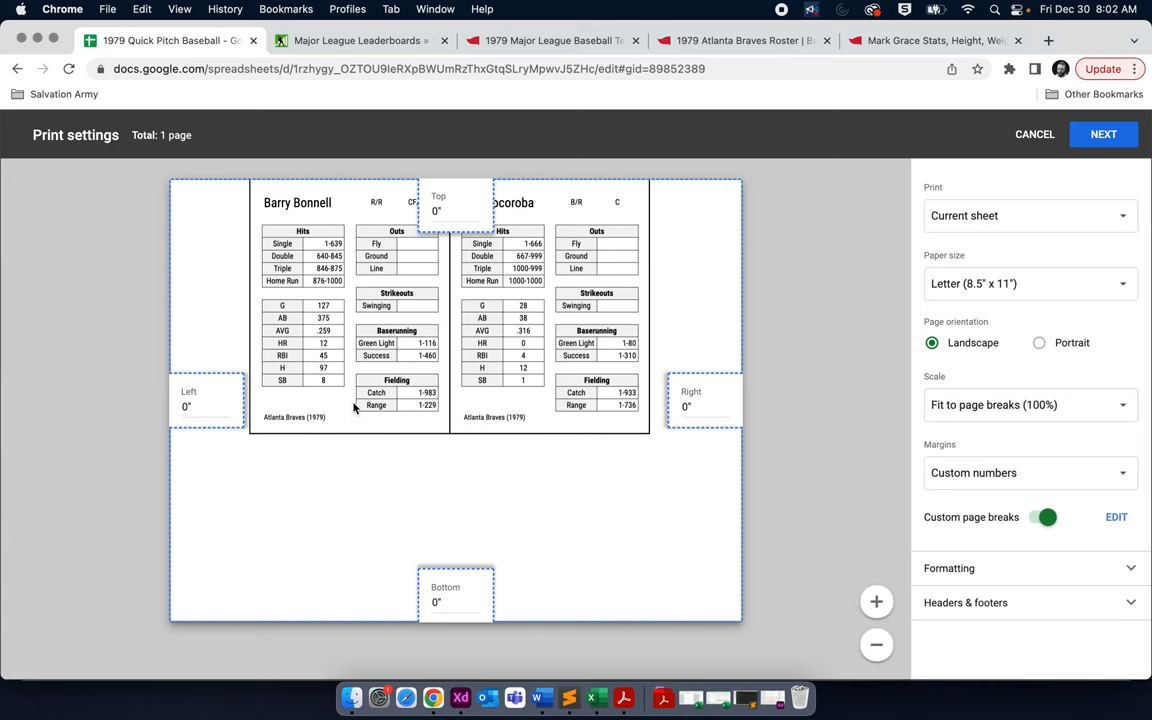 Chrome File Edit View History Bookmarks Profiles Tab Window Help Fri Dec 30 8:02 AM
1979 Quick Pitch Baseball - Go Major League Leaderboards » 1979 Major League Baseball Te 1979 Atlanta Braves Roster | Ba Mark Grace Stats, Height, Weig
docs.google.com/spreadsheets/d/1rzhygy_OZTOU9IeRXpBWUmRzThxGtqSLryMpwvJ5ZHc/edit#gid=89852389 Update
Salvation Army Other Bookmarks
Print settings Total: 1 page CANCEL NEXT
Barry Bonnell R/R CF
Hits
Single 1-639
Double 640-845
Triple 846-875
Home Run 876-1000
G 127
AB 375
AVG .259
HR 12
RBI 45
H 97
SB 8
Outs
Fly
Ground
Line
Strikeouts
Swinging
Baserunning
Green Light 1-116
Success 1-460
Fielding
Catch 1-983
Range 1-229
Atlanta Braves (1979)
ocoroba B/R C
Hits
Single 1-666
Double 667-999
Triple 1000-999
Home Run 1000-1000
G 28
AB 38
AVG .316
HR 0
RBI 4
H 12
SB 1
Outs
Fly
Ground
Line
Strikeouts
Swinging
Baserunning
Green Light 1-80
Success 1-310
Fielding
Catch 1-933
Range 1-736
Atlanta Braves (1979)
Top
0"
Left
0"
Right
0"
Bottom
0"
Print
Current sheet
Paper size
Letter (8.5" x 11")
Page orientation
Landscape Portrait
Scale
Fit to page breaks (100%)
Margins
Custom numbers
Custom page breaks EDIT
Formatting
Headers & footers